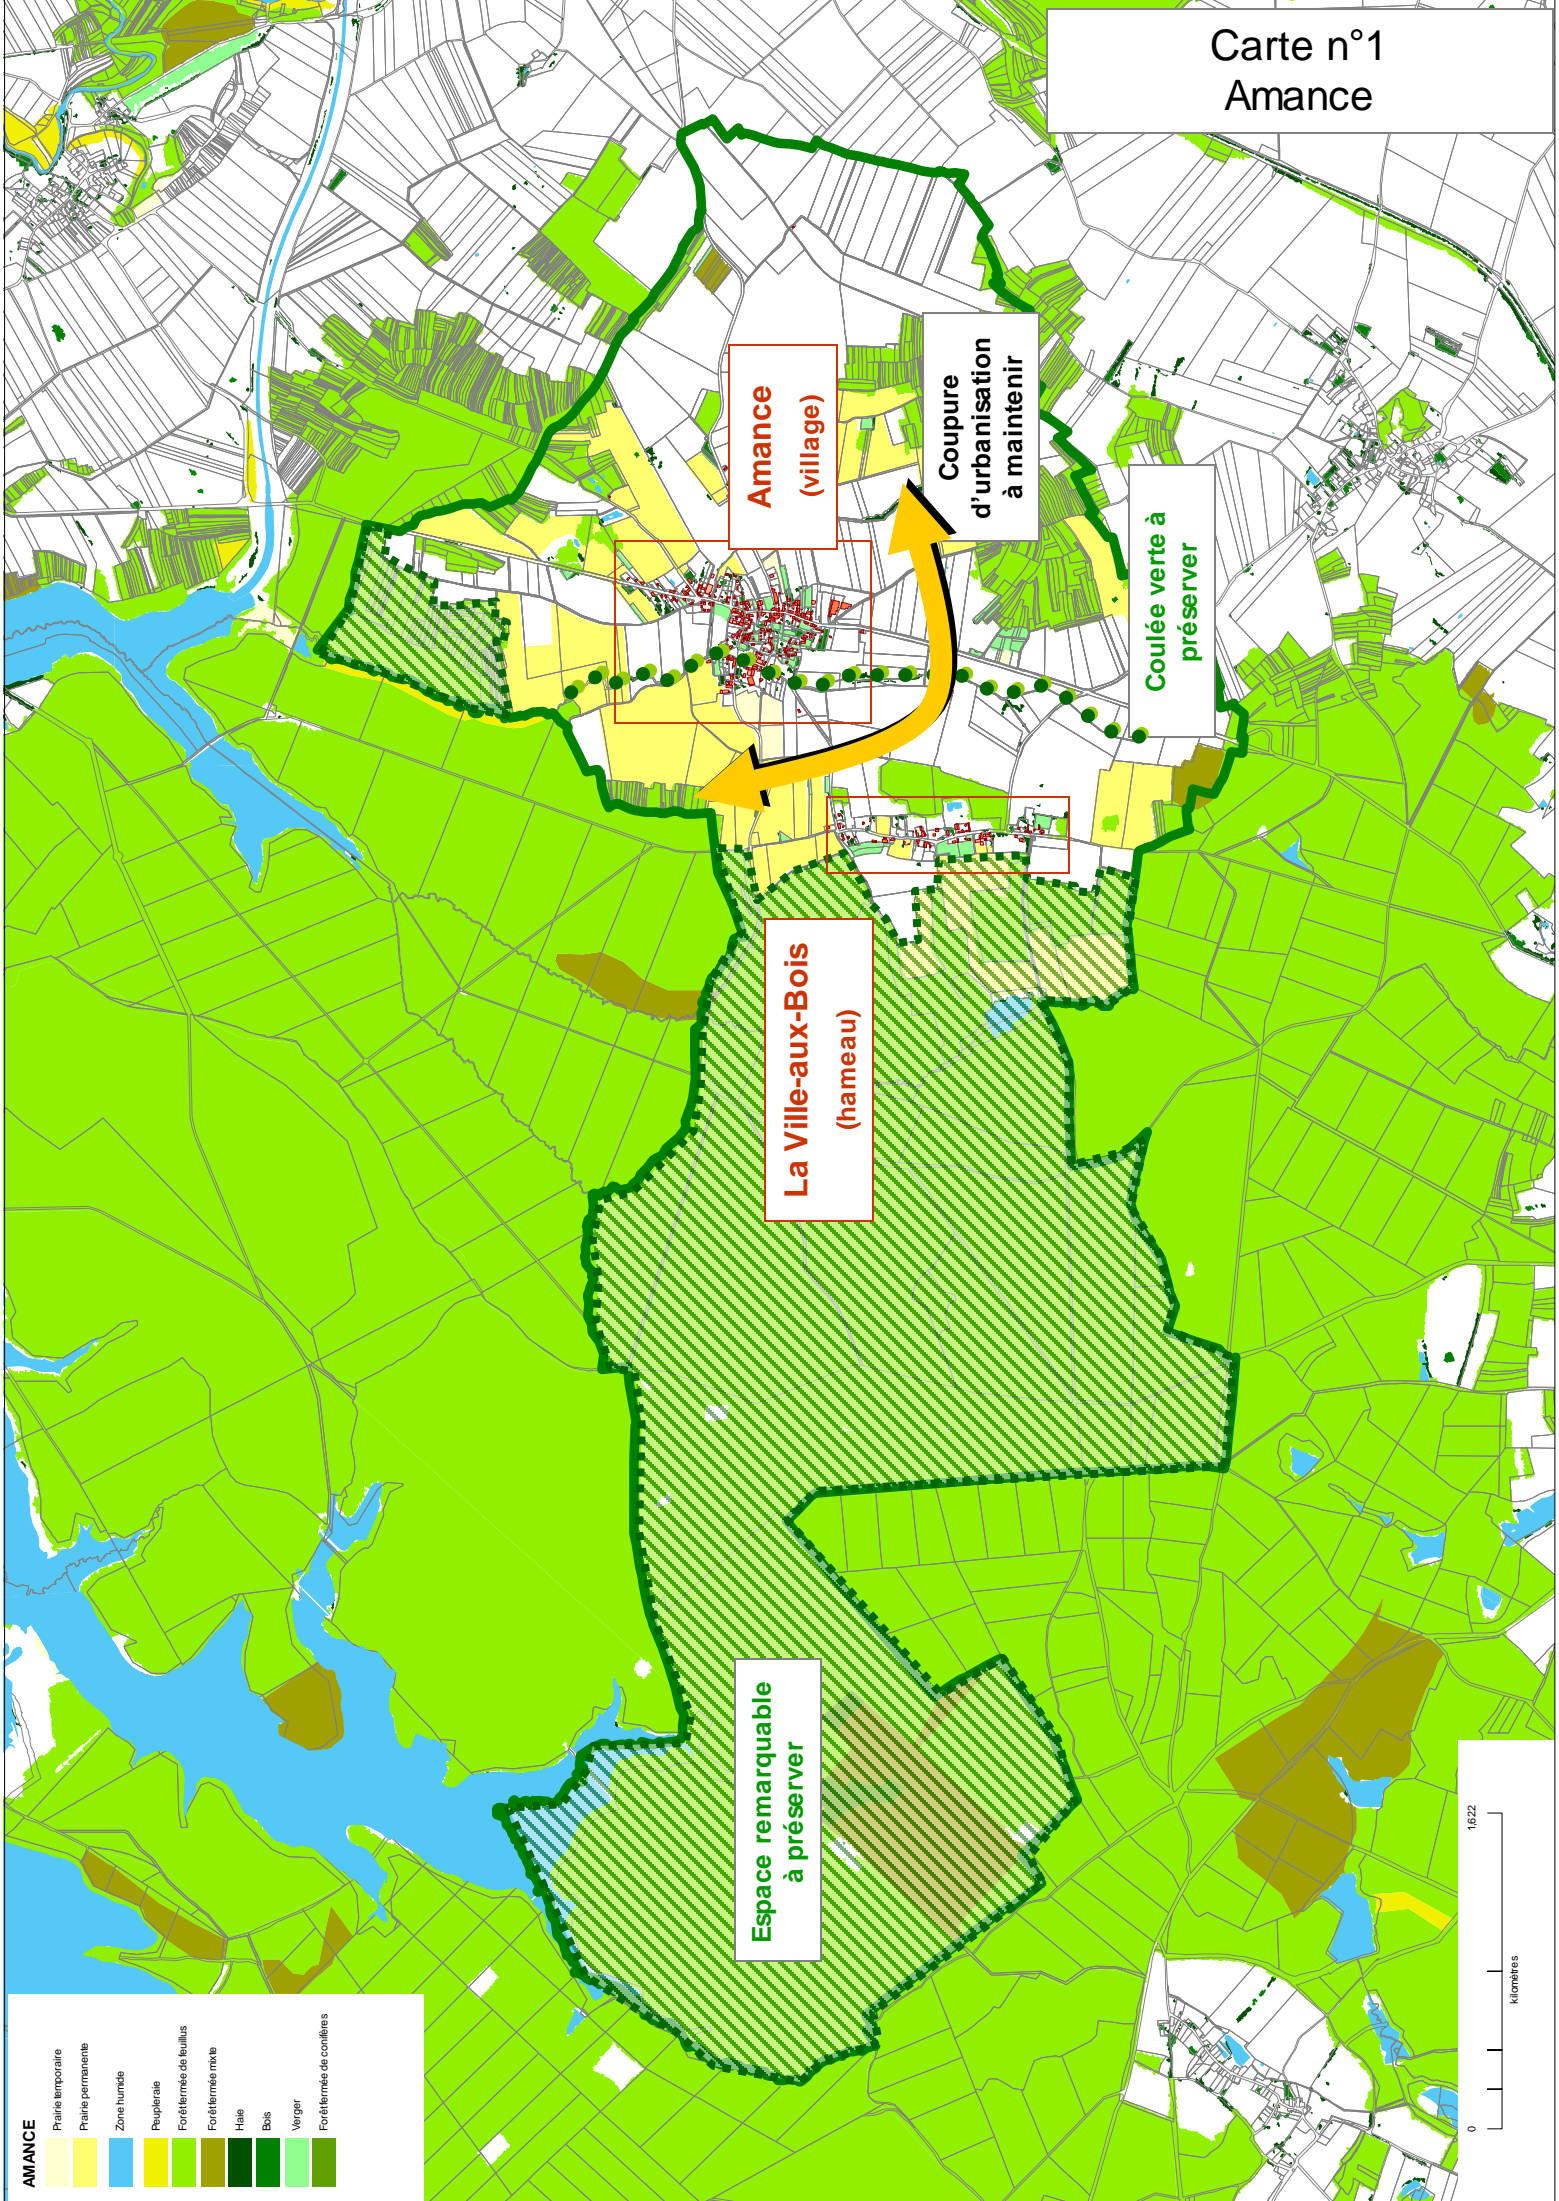 Carte n°1
Amance
Amance
(village)
Coupure
d'urbanisation
à maintenir
Coulée verte à
préserver
La Ville-aux-Bois
(hameau)
Espace remarquable
à préserver
AMANCE
Prairie temporaire
Prairie permanente
Zone humide
Peupleraie
Forêt fermée de feuillus
Forêt fermée mixte
Haie
Bois
Verger
Forêt fermée de conifères
0
1,622
kilomètres